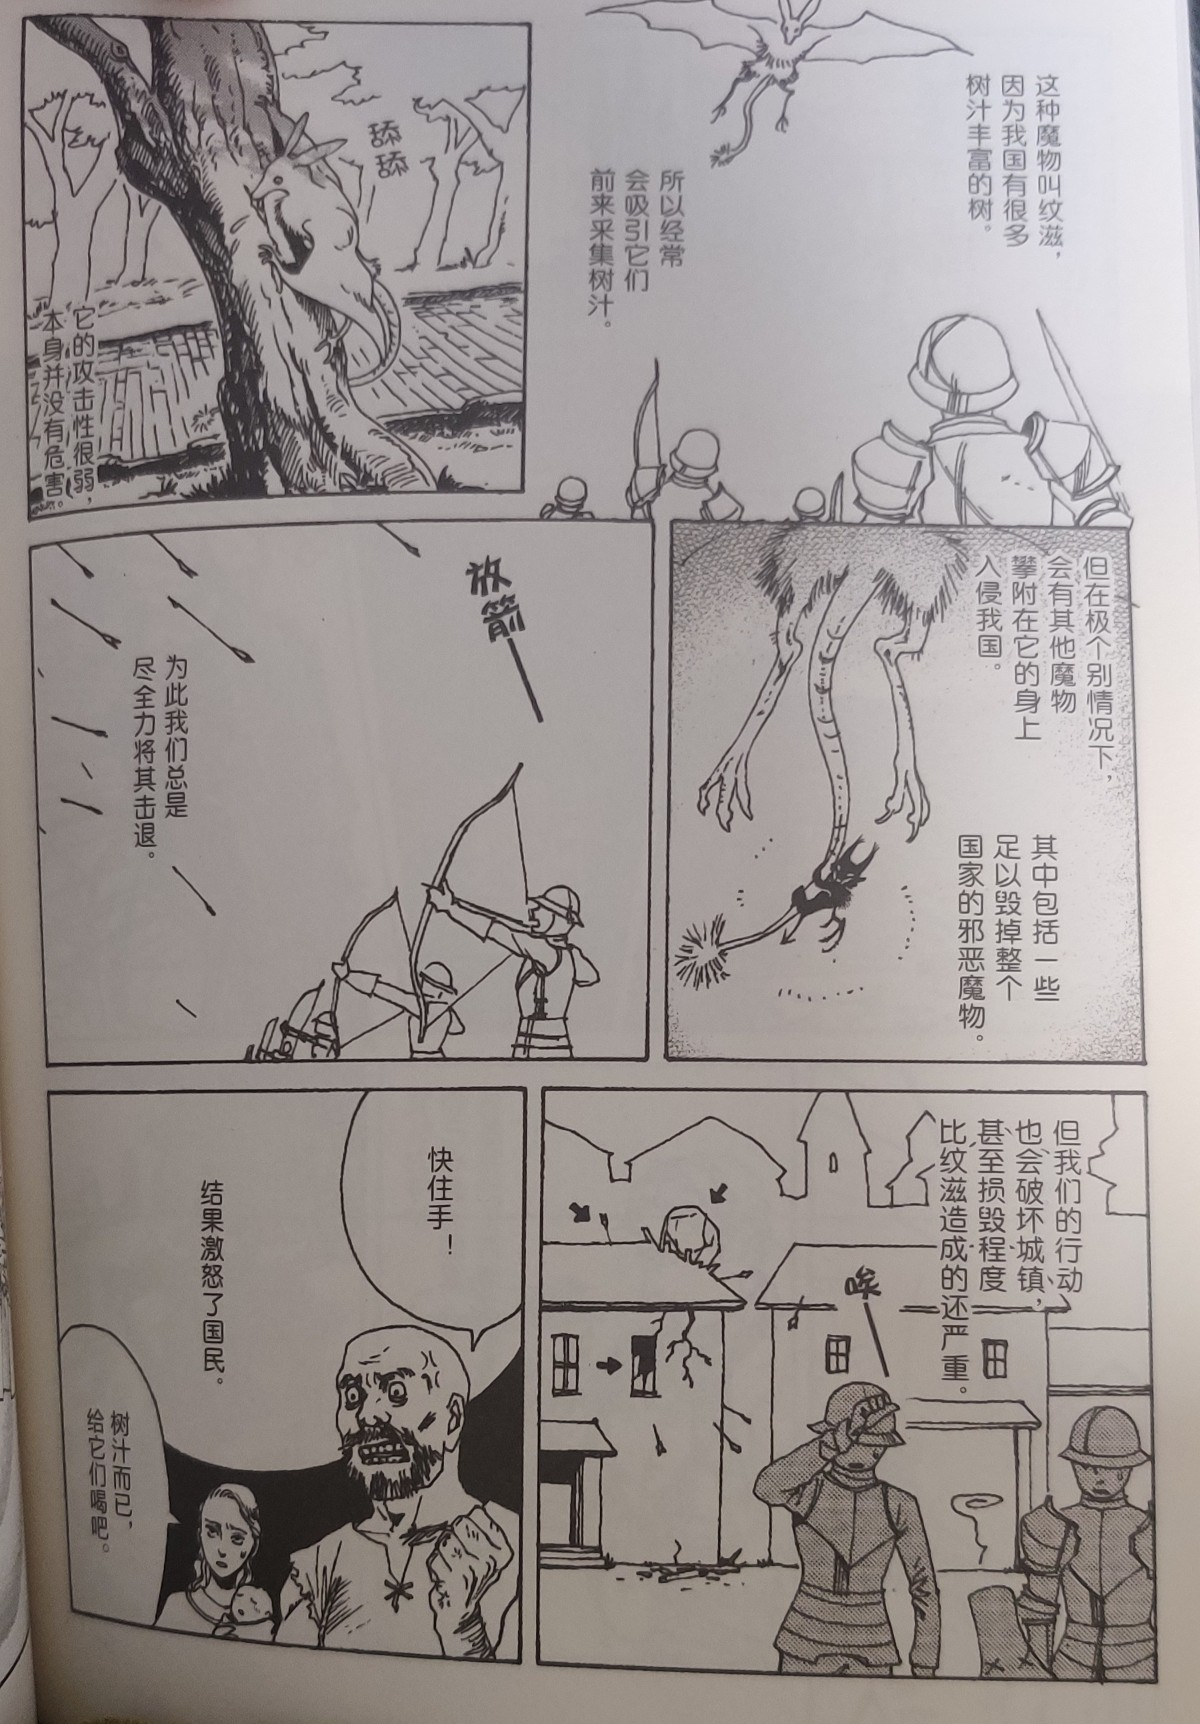 这种魔物叫纹滋，
因为我国有很多
树汁丰富的树。
所以经常
会吸引它们
前来采集树汁。
舔
舔
它的攻击性很弱，
本身并没有危害。
但在极个别情况下，
会有其他魔物
攀附在它的身上
入侵我国。
其中包括一些
足以毁掉整个
国家的邪恶魔物。
放箭
为此我们总是
尽全力将其击退。
但我们的行动
也会破坏城镇，
甚至损毁程度
比纹滋造成的还严重。
唉
快住手！
结果激怒了国民。
树汁而已，
给它们喝吧。